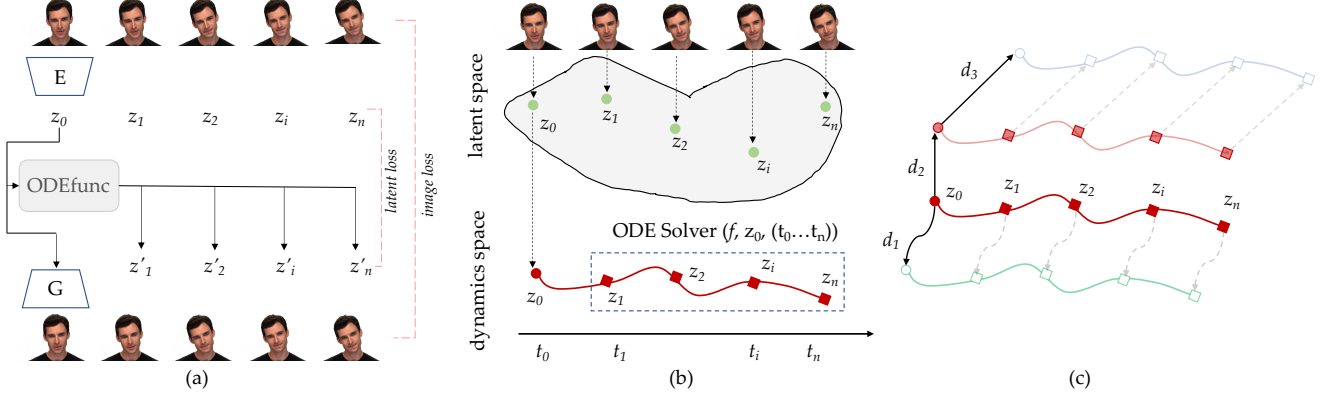 E
z0 z1 z2 zi zn
ODEfunc
z'1 z'2 z'i z'n
G
latent loss
image loss
(a)
latent space
z0 z1 z2 zi zn
dynamics space
ODE Solver (f, z0, (t0...tn))
z0 z1 z2 zi zn
t0 t1 ti tn
(b)
d3
d2
z0 z1 z2 zi zn
d1
(c)